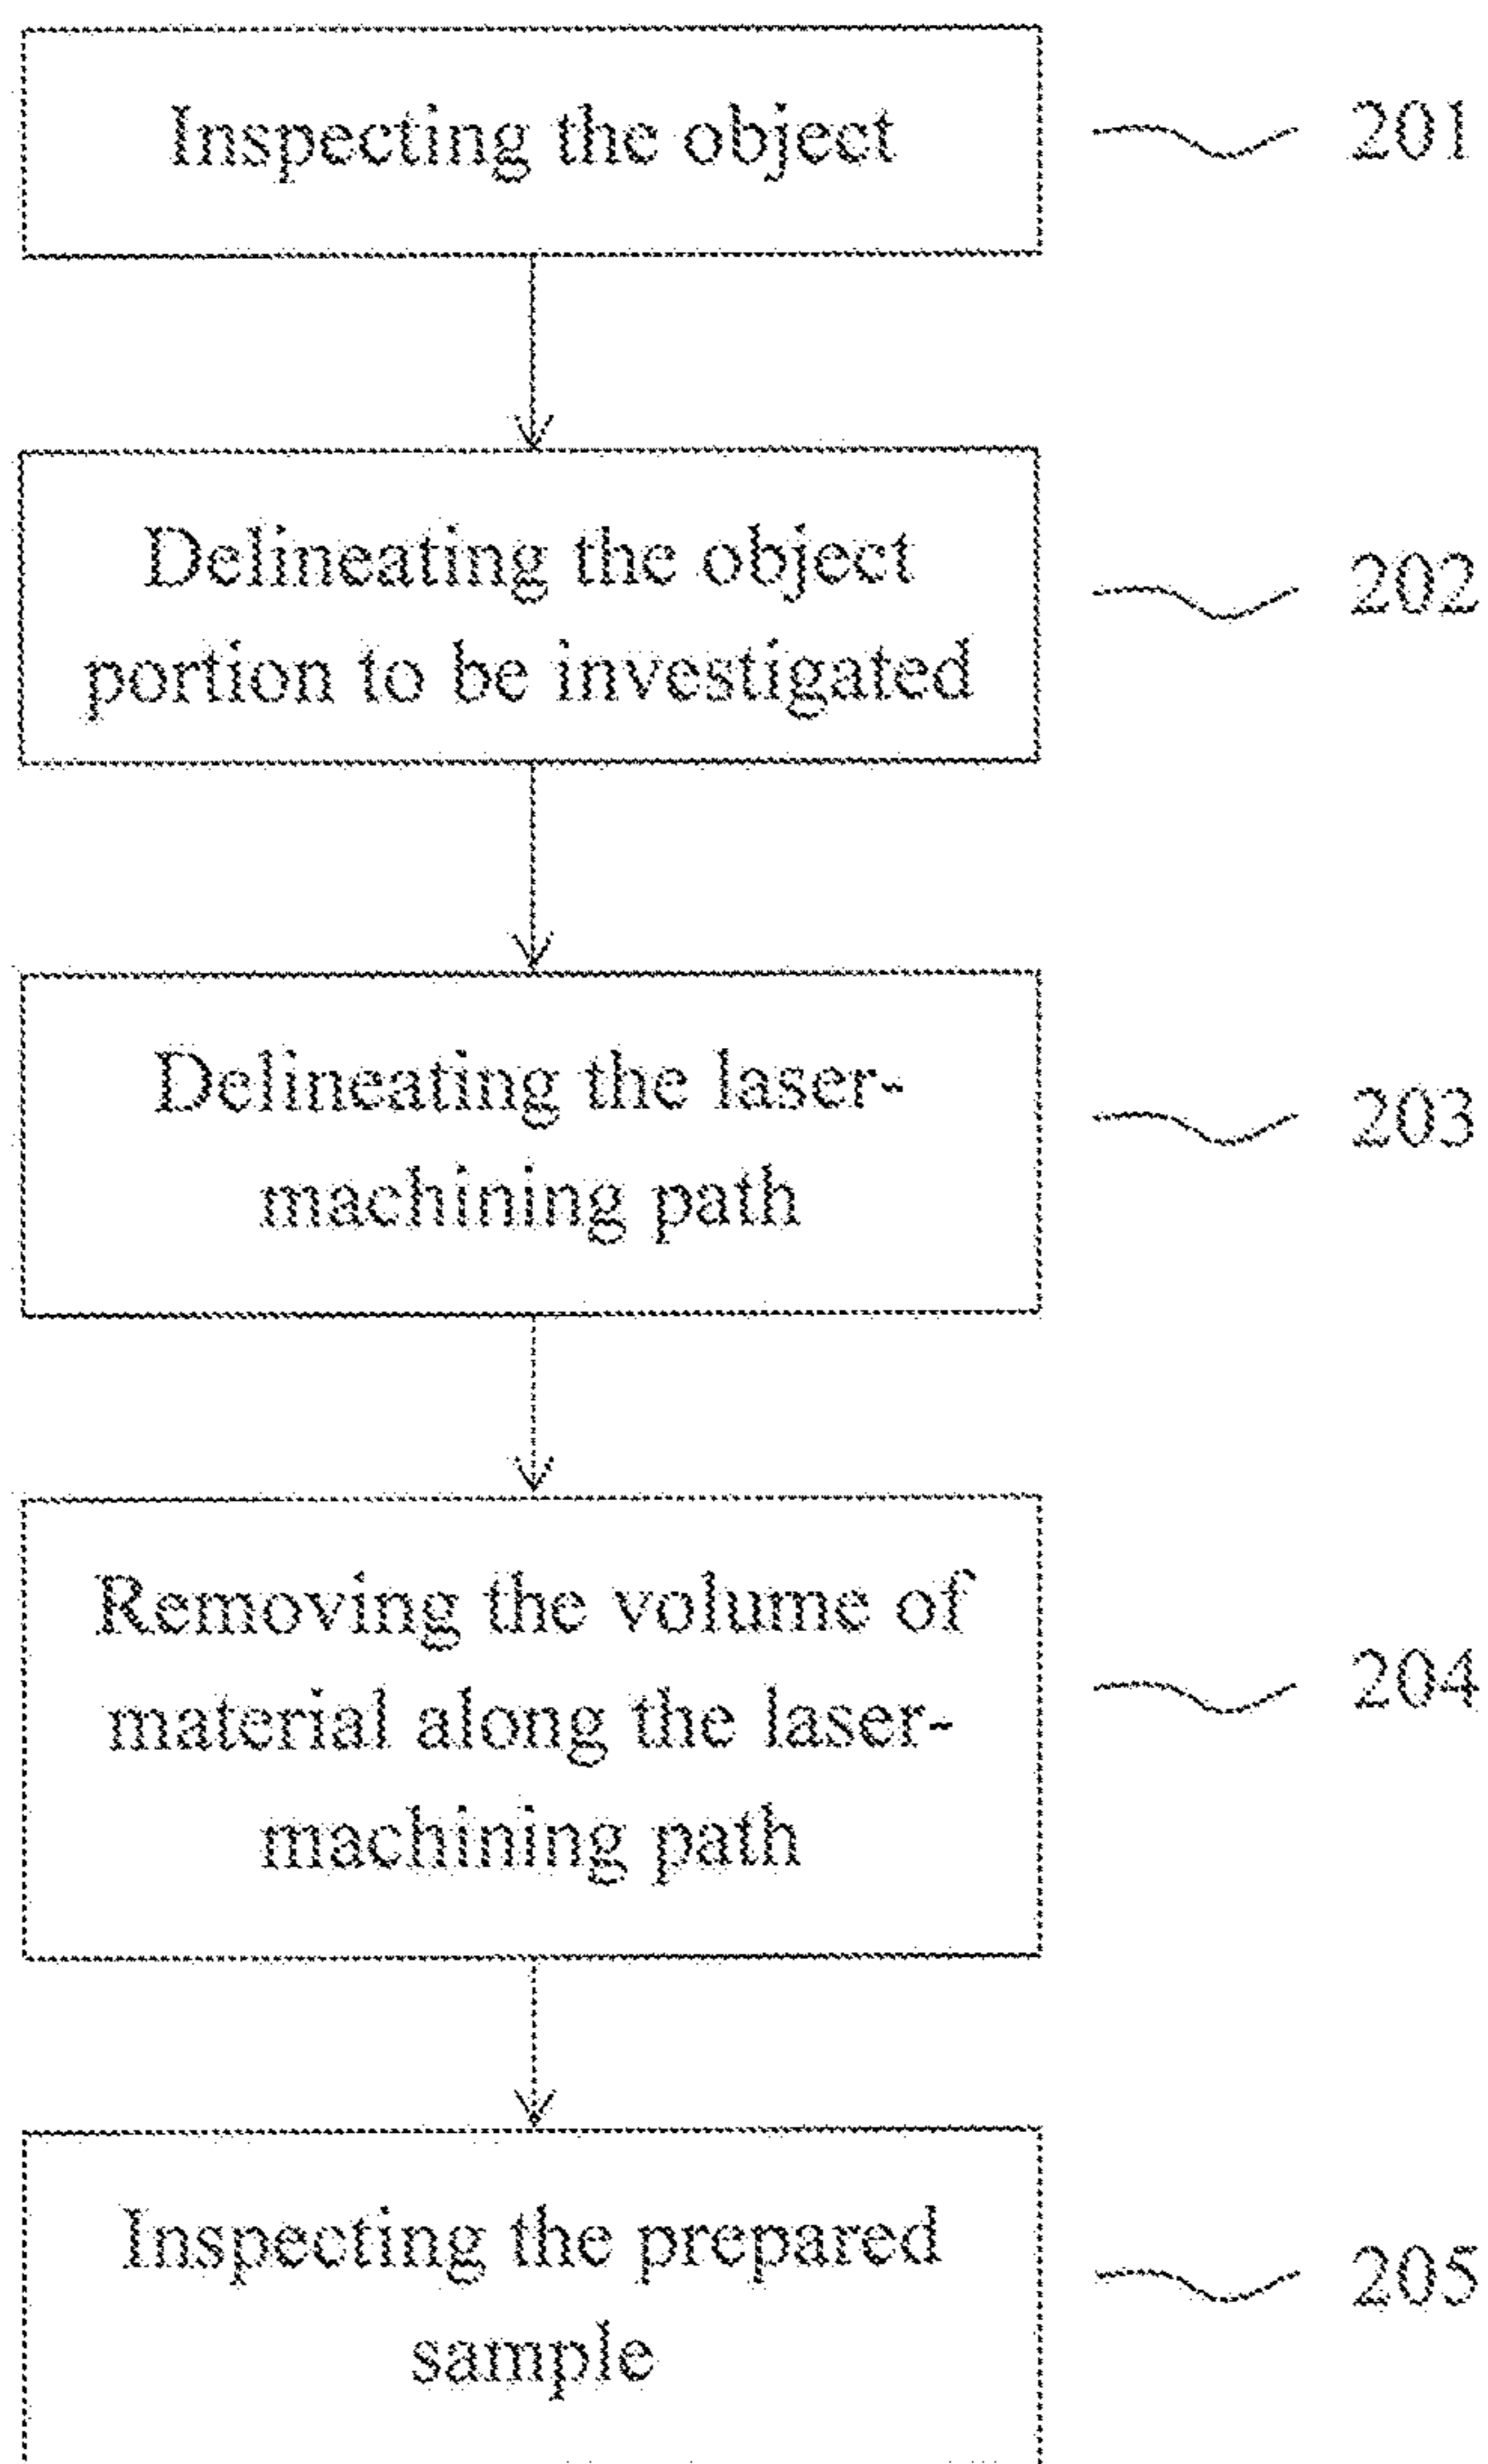 Inspecting the object
201
Delineating the object
portion to be investigated
202
Delineating the laser-
machining path
203
Removing the volume of
material along the laser-
machining path
204
Inspecting the prepared
sample
205